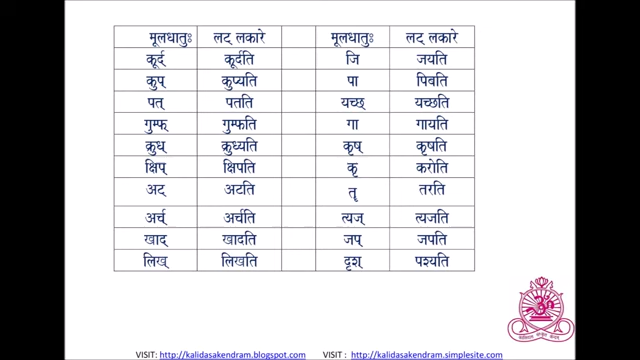 मूलधातुः लट् लकारे मूलधातुः लट् लकारे
कूर्द् कूर्दति जि जयति
कुप् कुप्यति पा पिबति
पत् पतति यच्छ् यच्छति
गुम्फ् गुम्फति गा गायति
क्रुध् क्रुध्यति कृष् कृषति
क्षिप् क्षिपति कृ करोति
अट् अटति तृ तरति
अर्च् अर्चति त्यज् त्यजति
खाद् खादति जप् जपति
लिख् लिखति दृश् पश्यति
VISIT: http://kalidasakendram.blogspot.com VISIT : http://kalidasakendram.simplesite.com